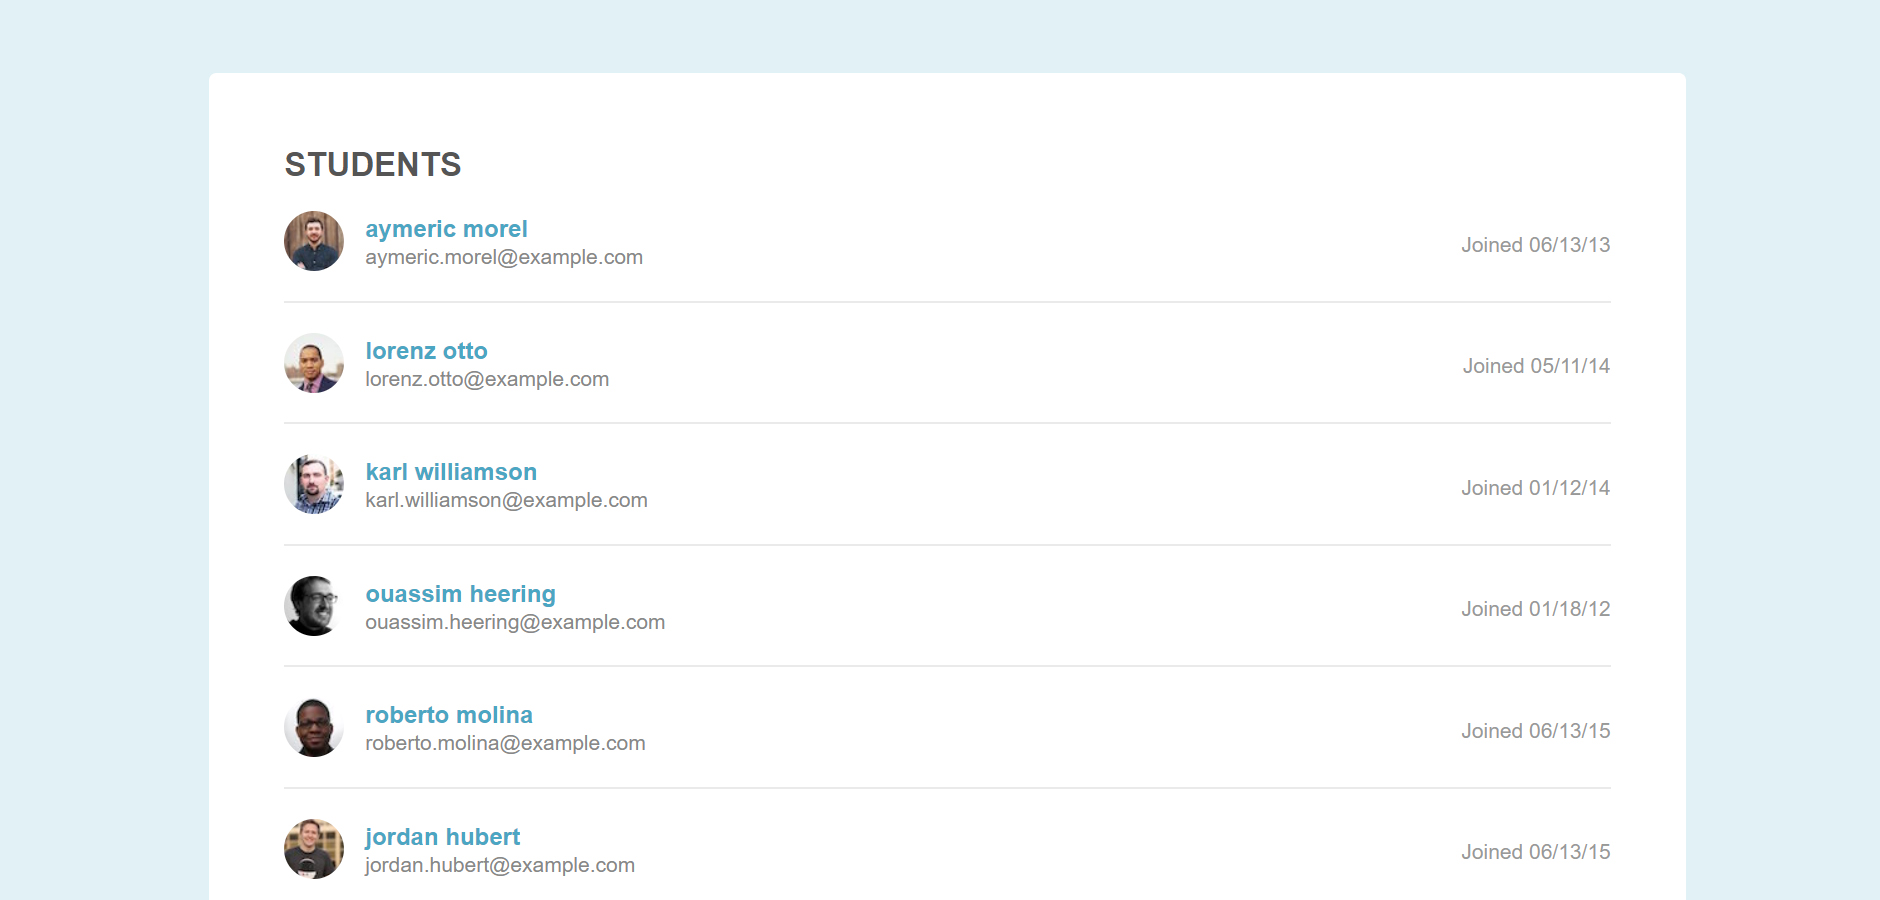 STUDENTS
aymeric morel
aymeric.morel@example.com
Joined 06/13/13
lorenz otto
lorenz.otto@example.com
Joined 05/11/14
karl williamson
karl.williamson@example.com
Joined 01/12/14
ouassim heering
ouassim.heering@example.com
Joined 01/18/12
roberto molina
roberto.molina@example.com
Joined 06/13/15
jordan hubert
jordan.hubert@example.com
Joined 06/13/15